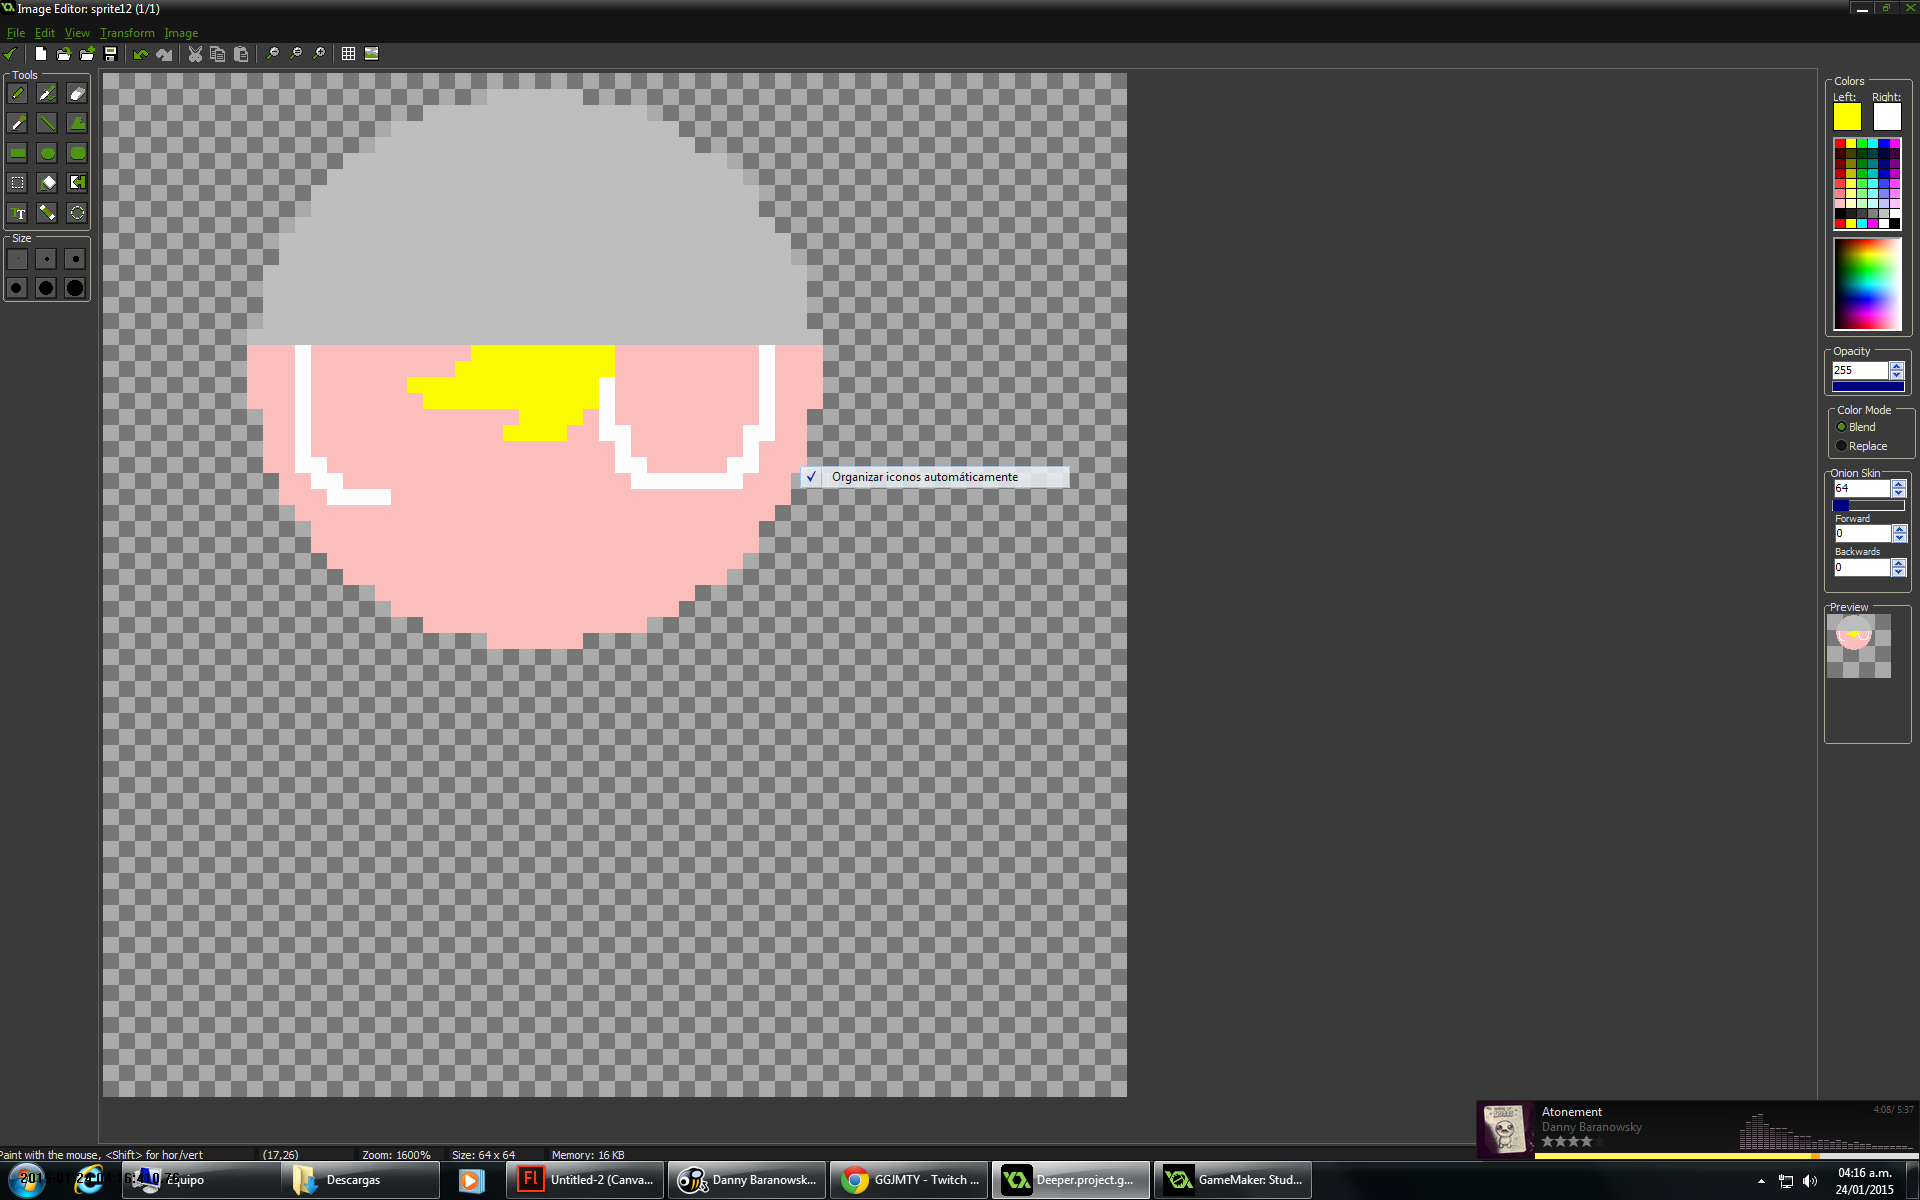 Image Editor: sprite12 (1/1)
File Edit View Transform Image
Tools
TT
Size
Colors
Left: Right:
Opacity
255
Color Mode
Blend
Replace
Onion Skin
64
Forward
0
Backwards
0
Preview
✓ Organizar iconos automáticamente
Atonement
4:08/ 5:37
Danny Baranowsky
Paint with the mouse, <Shift> for hor/vert (17,26) Zoom: 1600% Size: 64 x 64 Memory: 16 KB
Equipo
Descargas
Fl Untitled-2 (Canva...
Danny Baranowsk...
GGJMTY - Twitch ...
Deeper.project.g...
GameMaker: Stud...
04:16 a.m.
24/01/2015